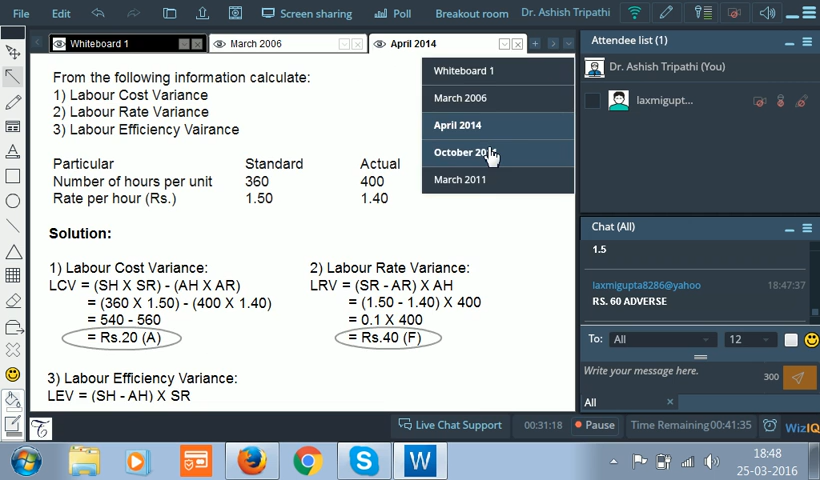 File Edit Screen sharing Poll Breakout room Dr. Ashish Tripathi
Whiteboard 1 March 2006 April 2014
Attendee list (1)
Dr. Ashish Tripathi (You)
laxmigupt...
Whiteboard 1
March 2006
April 2014
October
March 2011
From the following information calculate:
1) Labour Cost Variance
2) Labour Rate Variance
3) Labour Efficiency Vairance
Particular Standard Actual
Number of hours per unit 360 400
Rate per hour (Rs.) 1.50 1.40
Solution:
1) Labour Cost Variance:
LCV = (SH X SR) - (AH X AR)
= (360 X 1.50) - (400 X 1.40)
= 540 - 560
= Rs.20 (A)
2) Labour Rate Variance:
LRV = (SR - AR) X AH
= (1.50 - 1.40) X 400
= 0.1 X 400
= Rs.40 (F)
3) Labour Efficiency Variance:
LEV = (SH - AH) X SR
Chat (All)
1.5
laxmigupta8286@yahoo 18:47:37
RS. 60 ADVERSE
To: All 12
Write your message here. 300
All
Live Chat Support 00:31:18 Pause Time Remaining 00:41:35 WizIQ
18:48
25-03-2016